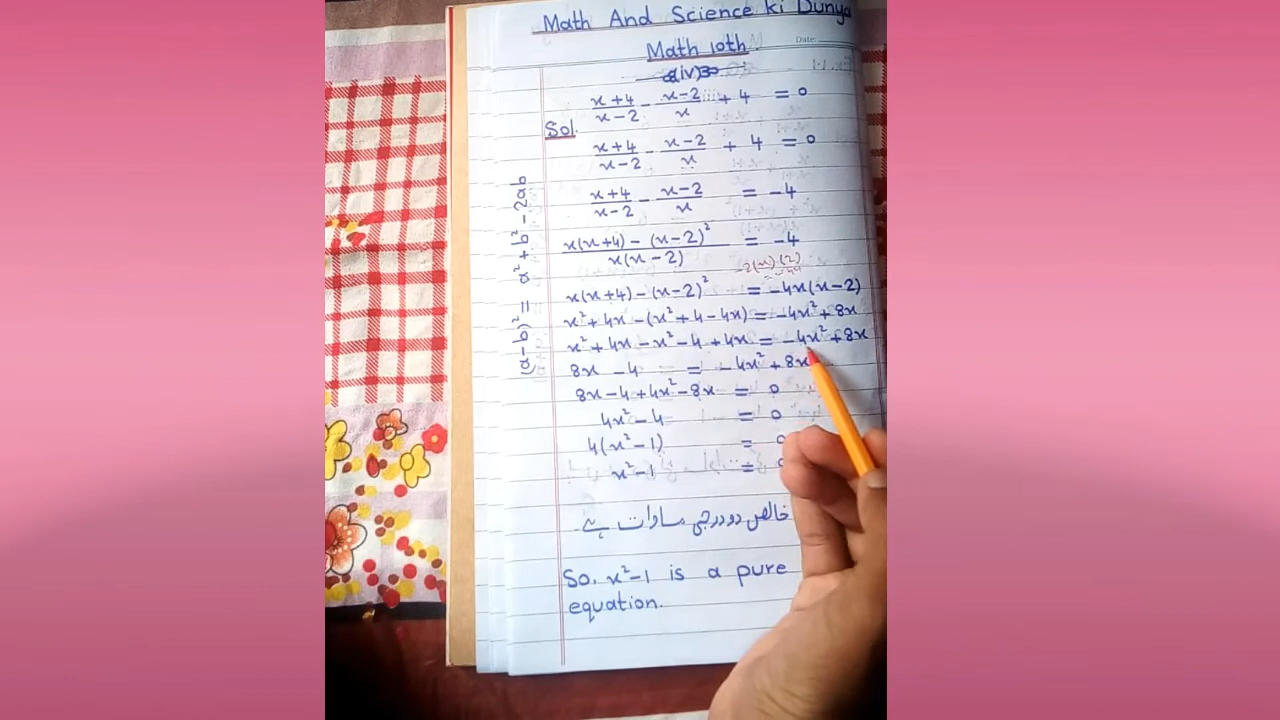 Math And Science ki Dunya
Math 10th
Date:
(iv)
x+4/x-2 - x-2/x + 4 = 0
Sol.
x+4/x-2 - x-2/x + 4 = 0
x+4/x-2 - x-2/x = -4
x(x+4) - (x-2)²/x(x-2) = -4
-2(x)(2)
x(x+4) - (x-2)² = -4x(x-2)
x²+4x-(x²+4-4x) = -4x²+8x
x²+4x-x²-4+4x = -4x²+8x
8x-4 = -4x²+8x
8x-4+4x²-8x = 0
4x²-4 = 0
4(x²-1) = 0
x²-1 =
خالص دو درجی مساوات ہے
So. x²-1 is a pure
equation.
(a-b)² = a²+b²-2ab